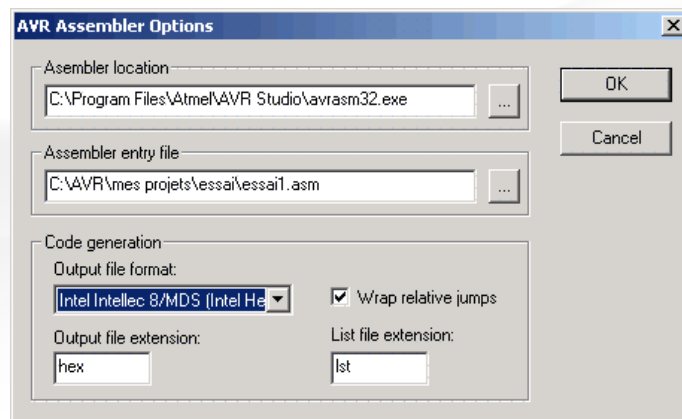 AVR Assembler Options
Asembler location
C:\Program Files\Atmel\AVR Studio\avrasm32.exe
...
OK
Cancel
Assembler entry file
C:\AVR\mes projets\essai\essai1.asm
...
Code generation
Output file format:
Intel Intellec 8/MDS (Intel He
Wrap relative jumps
Output file extension:
List file extension:
hex
lst